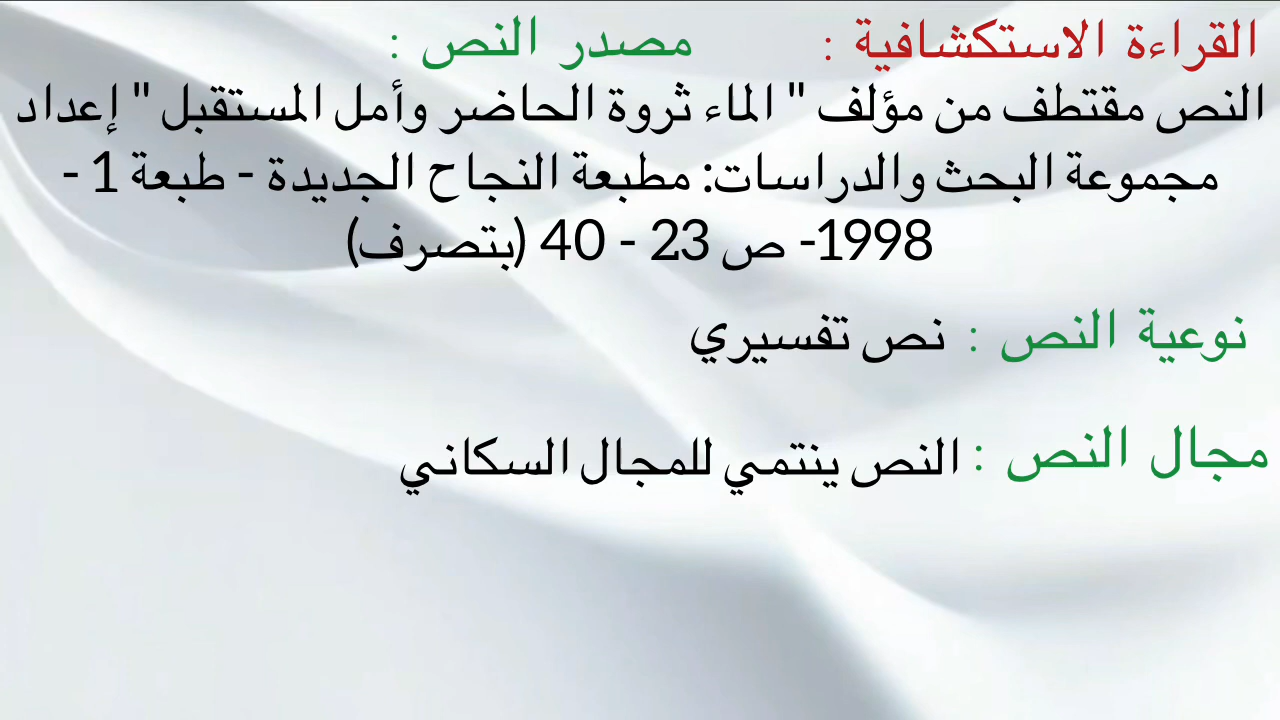 القراءة الاستكشافية : مصدر النص :
النص مقتطف من مؤلف " الماء ثروة الحاضر وأمل المستقبل " إعداد
مجموعة البحث والدراسات: مطبعة النجاح الجديدة - طبعة 1 -
1998- ص 23 - 40 (بتصرف)
نوعية النص : نص تفسيري
مجال النص : النص ينتمي للمجال السكاني